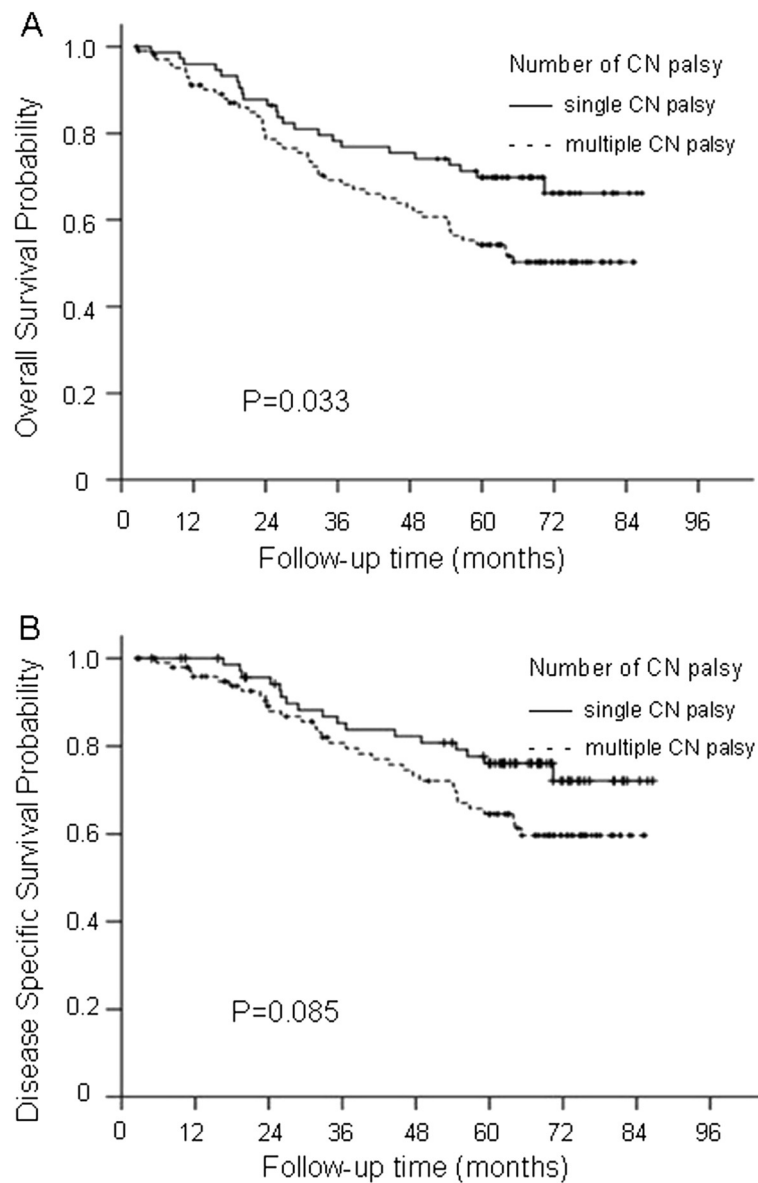 A
Overall Survival Probability
1.0
0.8
0.6
0.4
0.2
0
Number of CN palsy
single CN palsy
multiple CN palsy
P=0.033
0 12 24 36 48 60 72 84 96
Follow-up time (months)
B
Disease Specific Survival Probability
1.0
0.8
0.6
0.4
0.2
0
Number of CN palsy
single CN palsy
multiple CN palsy
P=0.085
0 12 24 36 48 60 72 84 96
Follow-up time (months)